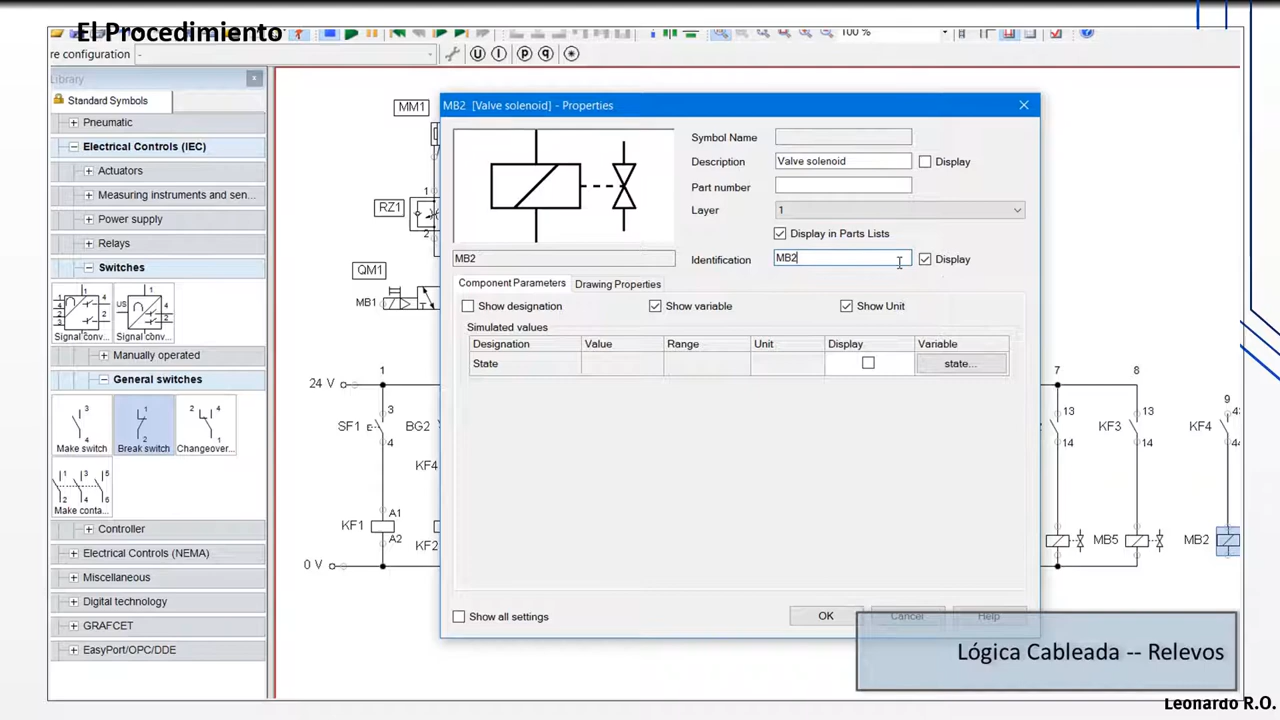 El Procedimiento
100 %
re configuration -
U I P q
Library x
Standard Symbols
Pneumatic
Electrical Controls (IEC)
Actuators
Measuring instruments and sen...
Power supply
Relays
Switches
Signal conv... Signal conv...
Manually operated
General switches
Make switch Break switch Changeover...
Make conta...
Controller
Electrical Controls (NEMA)
Miscellaneous
Digital technology
GRAFCET
EasyPort/OPC/DDE
MM1
1
RZ1
2
QM1
MB1
24 V
1
SF1
3
4
BG2
KF4
KF1
A1
A2
KF2
0 V
MB2 [Valve solenoid] - Properties
MB2
Symbol Name
Description Valve solenoid Display
Part number
Layer 1
Display in Parts Lists
Identification MB2 Display
Component Parameters Drawing Properties
Show designation Show variable Show Unit
Simulated values
Designation Value Range Unit Display Variable
State state...
Show all settings
OK Cancel Help
7 8 9
13 KF3 13 KF4
14 14
MB5 MB2
Lógica Cableada -- Relevos
Leonardo R.O.